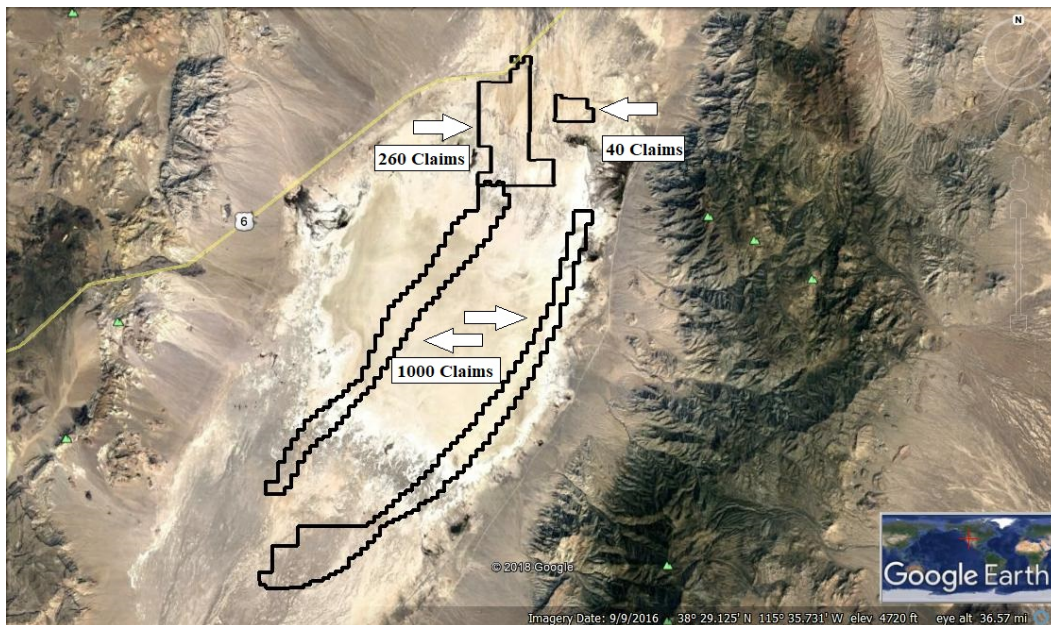 N
260 Claims
40 Claims
6
1000 Claims
© 2018 Google
Google Earth
Imagery Date: 9/9/2016 38° 29.125' N 115° 35.731' W elev 4720 ft eye alt 36.57 mi